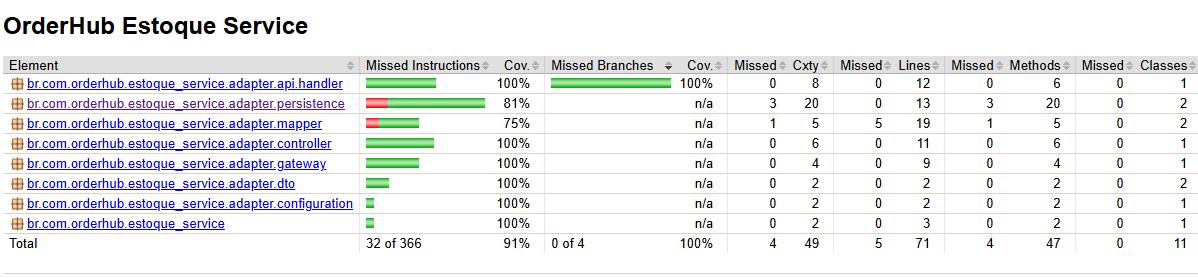 OrderHub Estoque Service
Element Missed Instructions Cov. Missed Branches Cov. Missed Cxty Missed Lines Missed Methods Missed Classes
br.com.orderhub.estoque_service.adapter.api.handler 100% 100% 0 8 0 12 0 6 0 1
br.com.orderhub.estoque_service.adapter.persistence 81% n/a 3 20 0 13 3 20 0 2
br.com.orderhub.estoque_service.adapter.mapper 75% n/a 1 5 5 19 1 5 0 2
br.com.orderhub.estoque_service.adapter.controller 100% n/a 0 6 0 11 0 6 0 1
br.com.orderhub.estoque_service.adapter.gateway 100% n/a 0 4 0 9 0 4 0 1
br.com.orderhub.estoque_service.adapter.dto 100% n/a 0 2 0 2 0 2 0 2
br.com.orderhub.estoque_service.adapter.configuration 100% n/a 0 2 0 2 0 2 0 1
br.com.orderhub.estoque_service 100% n/a 0 2 0 3 0 2 0 1
Total 32 of 366 91% 0 of 4 100% 4 49 5 71 4 47 0 11